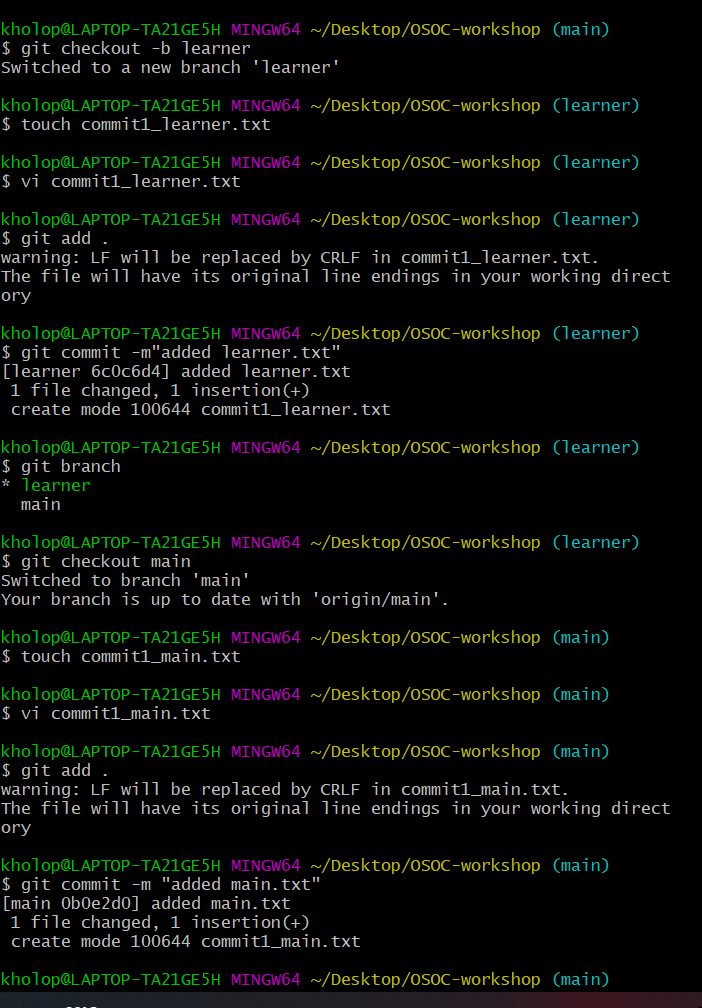 kholop@LAPTOP-TA21GE5H MINGW64 ~/Desktop/OSOC-workshop (main)
$ git checkout -b learner
Switched to a new branch 'learner'
kholop@LAPTOP-TA21GE5H MINGW64 ~/Desktop/OSOC-workshop (learner)
$ touch commit1_learner.txt
kholop@LAPTOP-TA21GE5H MINGW64 ~/Desktop/OSOC-workshop (learner)
$ vi commit1_learner.txt
kholop@LAPTOP-TA21GE5H MINGW64 ~/Desktop/OSOC-workshop (learner)
$ git add .
warning: LF will be replaced by CRLF in commit1_learner.txt.
The file will have its original line endings in your working direct
ory
kholop@LAPTOP-TA21GE5H MINGW64 ~/Desktop/OSOC-workshop (learner)
$ git commit -m"added learner.txt"
[learner 6c0c6d4] added learner.txt
 1 file changed, 1 insertion(+)
 create mode 100644 commit1_learner.txt
kholop@LAPTOP-TA21GE5H MINGW64 ~/Desktop/OSOC-workshop (learner)
$ git branch
* learner
  main
kholop@LAPTOP-TA21GE5H MINGW64 ~/Desktop/OSOC-workshop (learner)
$ git checkout main
Switched to branch 'main'
Your branch is up to date with 'origin/main'.
kholop@LAPTOP-TA21GE5H MINGW64 ~/Desktop/OSOC-workshop (main)
$ touch commit1_main.txt
kholop@LAPTOP-TA21GE5H MINGW64 ~/Desktop/OSOC-workshop (main)
$ vi commit1_main.txt
kholop@LAPTOP-TA21GE5H MINGW64 ~/Desktop/OSOC-workshop (main)
$ git add .
warning: LF will be replaced by CRLF in commit1_main.txt.
The file will have its original line endings in your working direct
ory
kholop@LAPTOP-TA21GE5H MINGW64 ~/Desktop/OSOC-workshop (main)
$ git commit -m "added main.txt"
[main 0b0e2d0] added main.txt
 1 file changed, 1 insertion(+)
 create mode 100644 commit1_main.txt
kholop@LAPTOP-TA21GE5H MINGW64 ~/Desktop/OSOC-workshop (main)